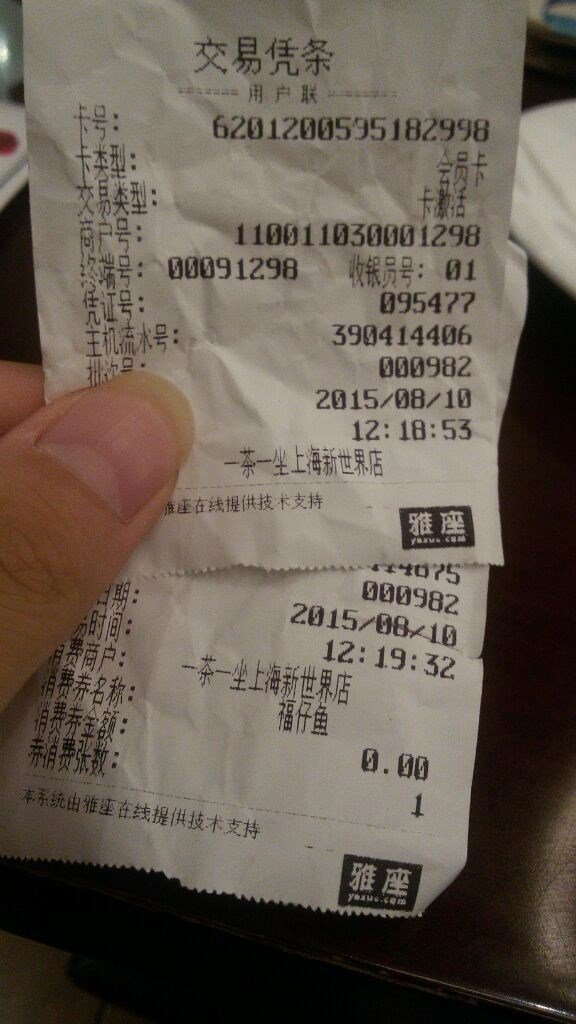 交易凭条
------- 用户联 --------
卡号: 6201200595182998
卡类型: 会员卡
交易类型: 卡激活
商户号: 110011030001298
终端号: 00091298 收银员号: 01
凭证号: 095477
主机流水号: 390414406
批次号: 000982
2015/08/10
12:18:53
一茶一坐上海新世界店
雅座在线提供技术支持
雅座
yazuo.com
000982
日期: 2015/08/10
易时间: 12:19:32
消费商户: 一茶一坐上海新世界店
消费券名称: 福仔鱼
消费券金额: 0.00
券消费张数: 1
本系统由雅座在线提供技术支持
雅座
yazuo.com